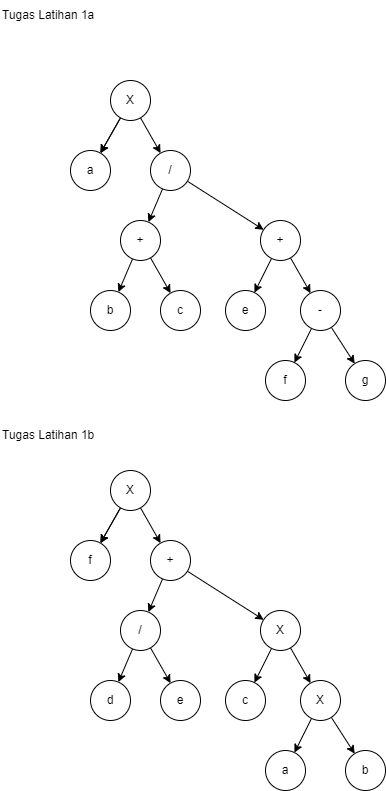 Tugas Latihan 1a
X
a /
+ +
b c e -
f g
Tugas Latihan 1b
X
f +
/ X
d e c X
a b